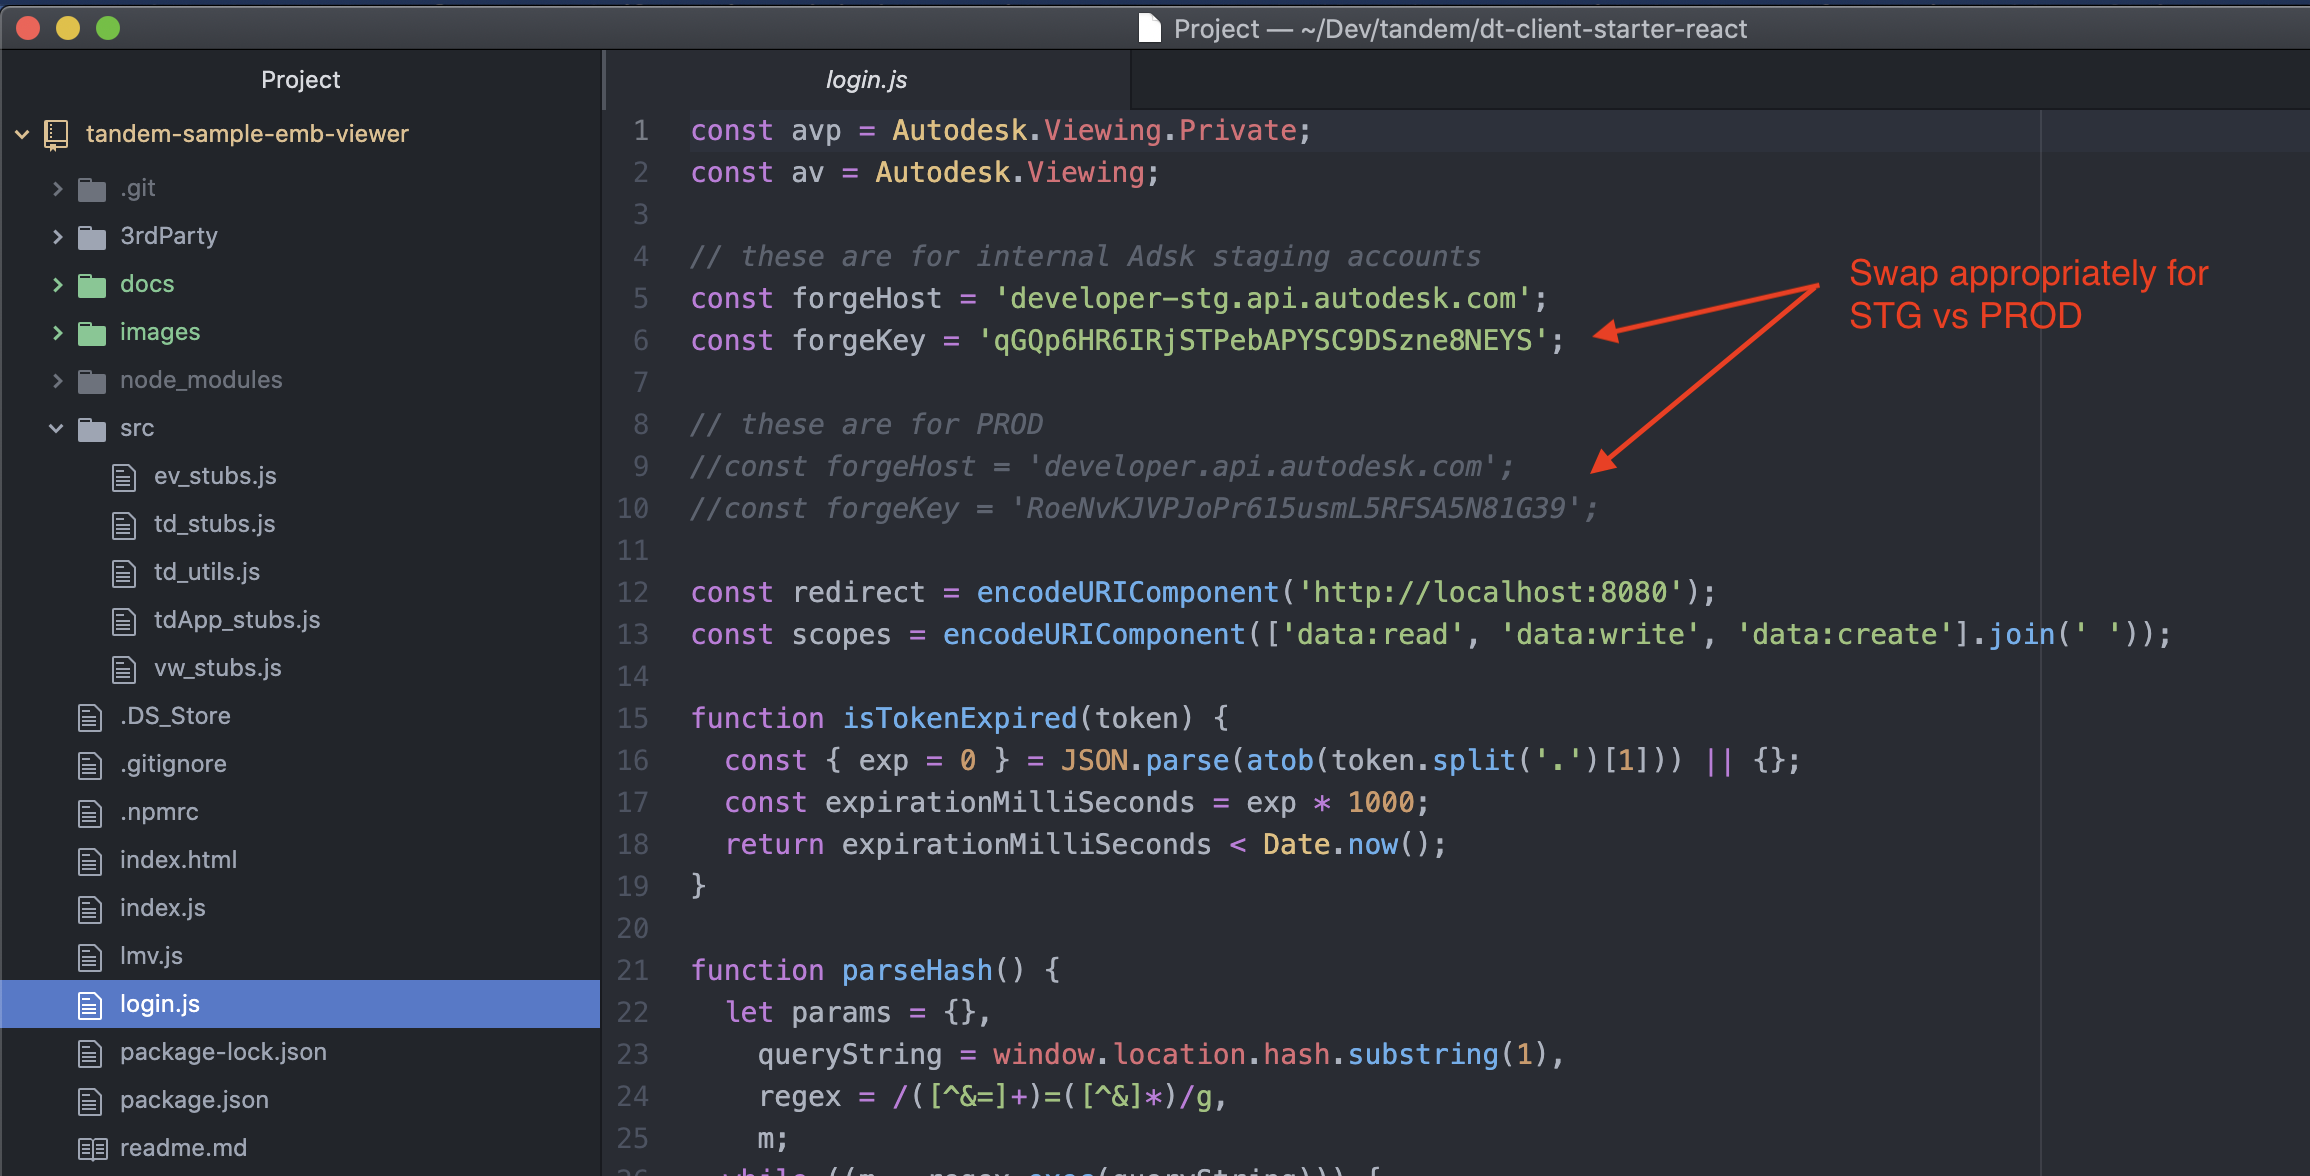 Project — ~/Dev/tandem/dt-client-starter-react
Project
tandem-sample-emb-viewer
.git
3rdParty
docs
images
node_modules
src
ev_stubs.js
td_stubs.js
td_utils.js
tdApp_stubs.js
vw_stubs.js
.DS_Store
.gitignore
.npmrc
index.html
index.js
lmv.js
login.js
package-lock.json
package.json
readme.md
login.js
1 const avp = Autodesk.Viewing.Private;
2 const av = Autodesk.Viewing;
3
4 // these are for internal Adsk staging accounts
5 const forgeHost = 'developer-stg.api.autodesk.com';
6 const forgeKey = 'qGQp6HR6IRjSTPebAPYSC9DSzne8NEYS';
7
8 // these are for PROD
9 //const forgeHost = 'developer.api.autodesk.com';
10 //const forgeKey = 'RoeNvKJVPJoPr615usmL5RFSA5N81G39';
11
12 const redirect = encodeURIComponent('http://localhost:8080');
13 const scopes = encodeURIComponent(['data:read', 'data:write', 'data:create'].join(' '));
14
15 function isTokenExpired(token) {
16 const { exp = 0 } = JSON.parse(atob(token.split('.')[1])) || {};
17 const expirationMilliSeconds = exp * 1000;
18 return expirationMilliSeconds < Date.now();
19 }
20
21 function parseHash() {
22 let params = {},
23 queryString = window.location.hash.substring(1),
24 regex = /([^&=]+)=([^&]*)/g,
25 m;
26 while ((m = regex.exec(queryString))) {
Swap appropriately for
STG vs PROD